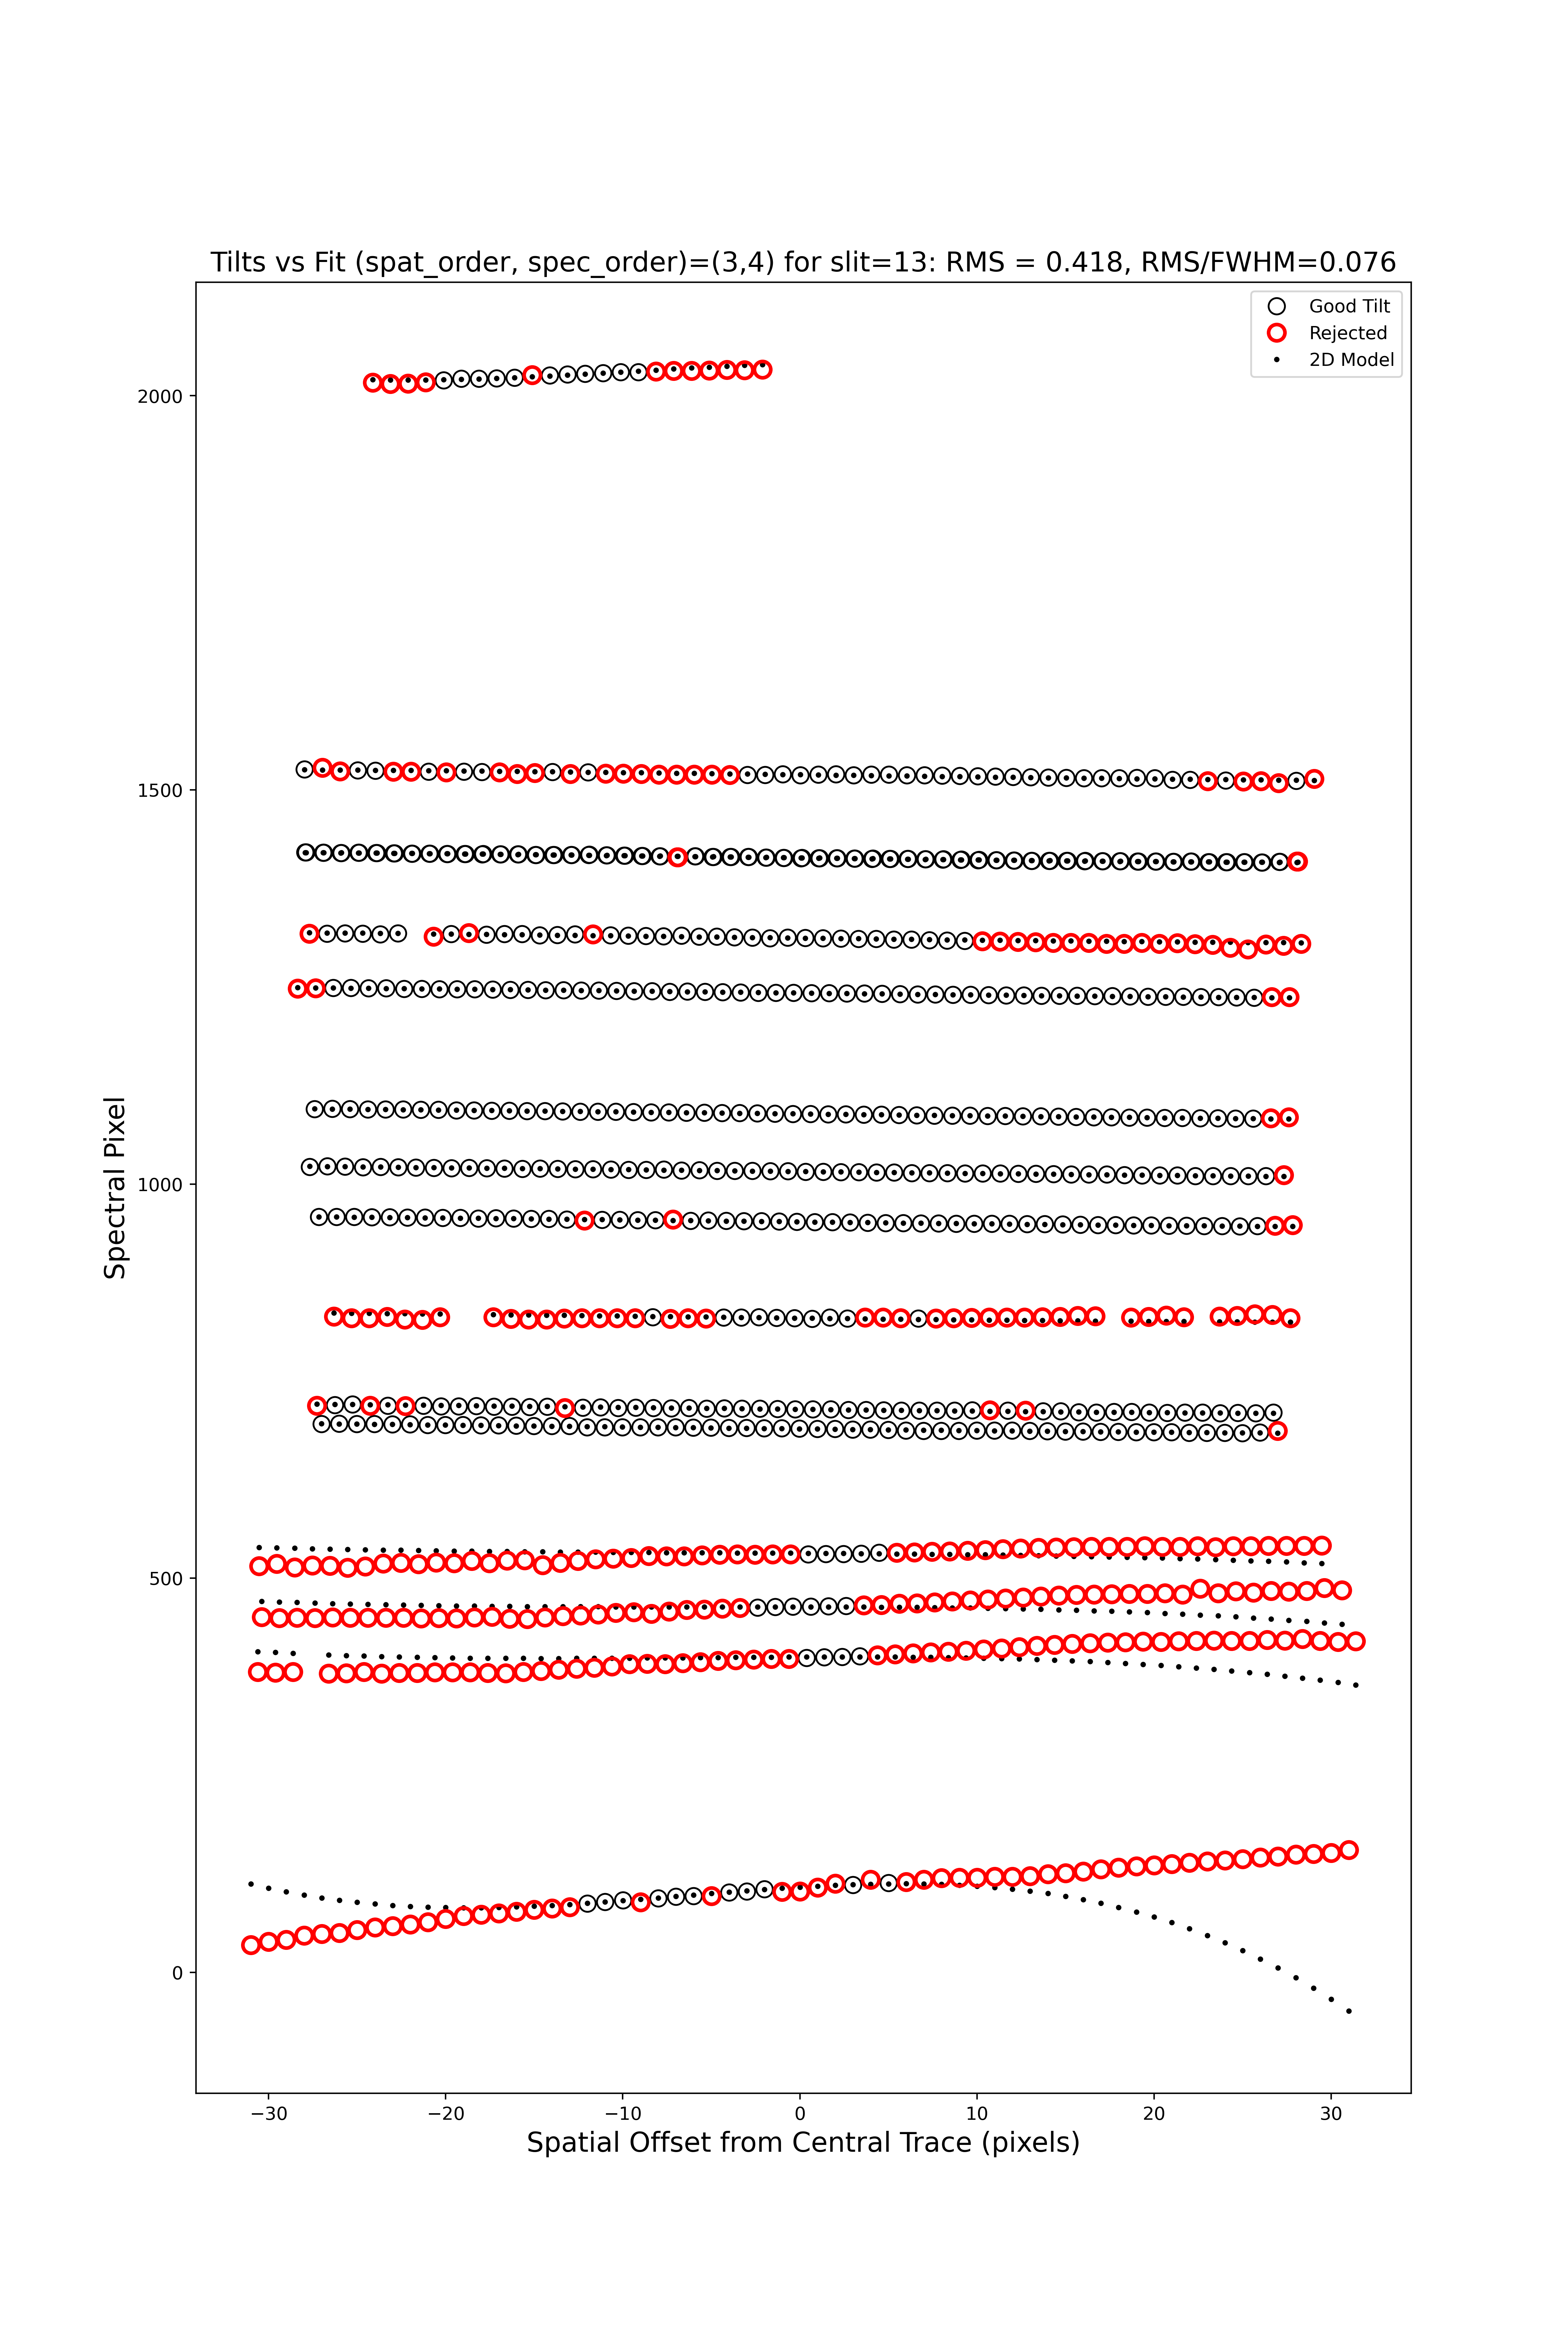 Tilts vs Fit (spat_order, spec_order)=(3,4) for slit=13: RMS = 0.418, RMS/FWHM=0.076
Good Tilt
Rejected
2D Model
2000
1500
1000
500
0
Spectral Pixel
−30 −20 −10 0 10 20 30
Spatial Offset from Central Trace (pixels)